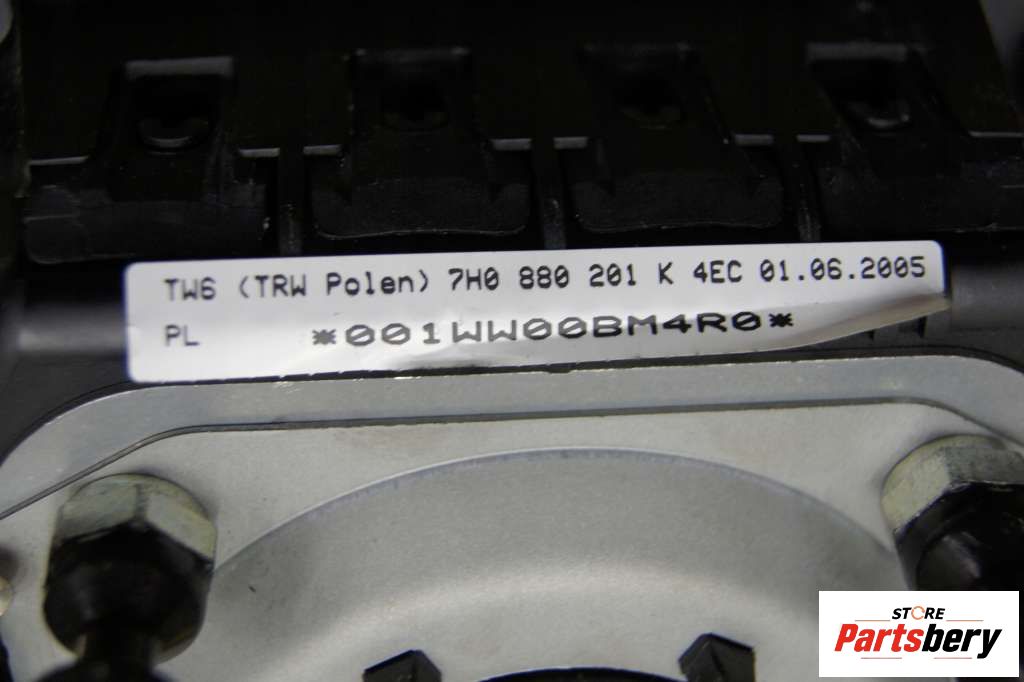 TW6 (TRW Polen) 7H0 880 201 K 4EC 01.06.2005
PL *001WW00BM4R0*
STORE
Partsbery